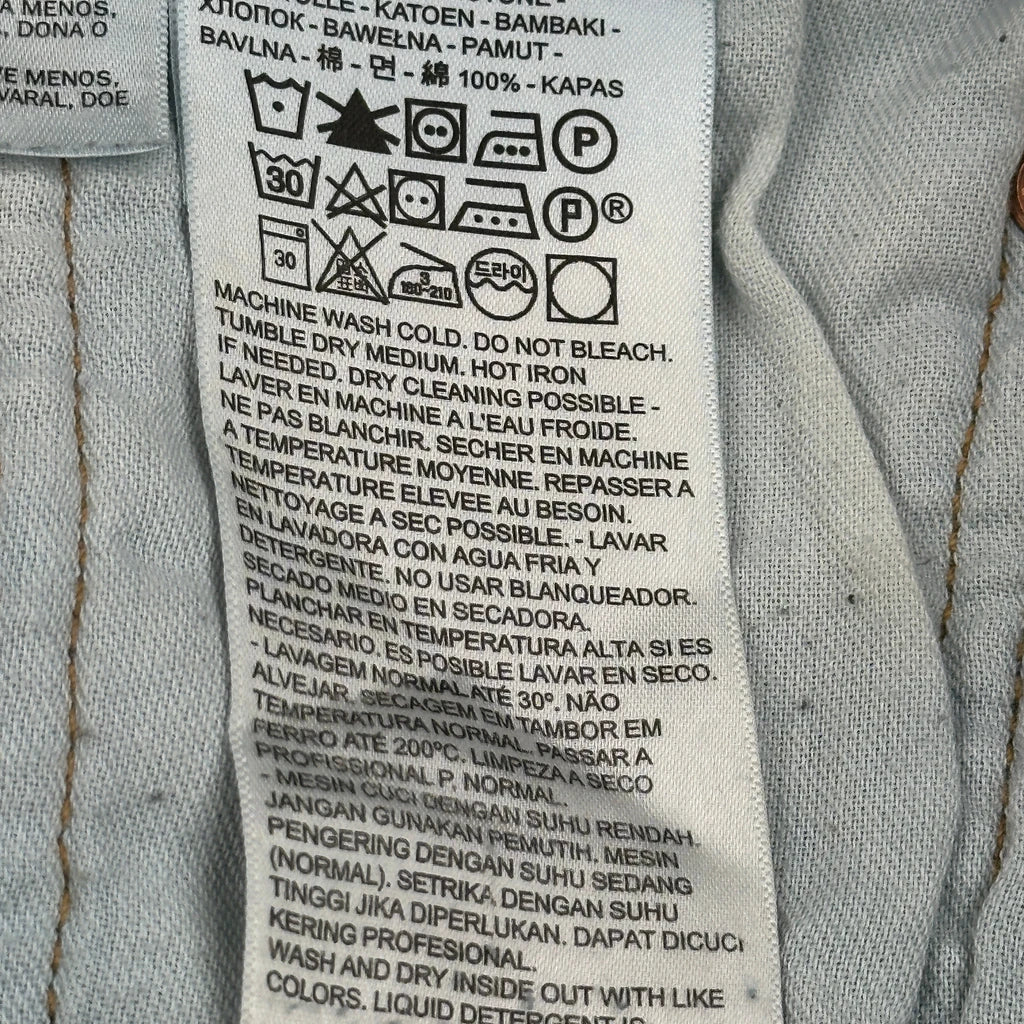 A MENOS,
, DONA O
VE MENOS,
VARAL, DOE
- KATOEN - BAMBAKI -
ХЛОПОК - BAWEŁNA - PAMUT -
BAVLNA - 棉 - 면 - 綿 100% - KAPAS
P
30 P®
30 3 180~210 드라이
MACHINE WASH COLD. DO NOT BLEACH.
TUMBLE DRY MEDIUM. HOT IRON
IF NEEDED. DRY CLEANING POSSIBLE -
LAVER EN MACHINE A L'EAU FROIDE.
NE PAS BLANCHIR. SECHER EN MACHINE
A TEMPERATURE MOYENNE. REPASSER A
TEMPERATURE ELEVEE AU BESOIN.
NETTOYAGE A SEC POSSIBLE. - LAVAR
EN LAVADORA CON AGUA FRIA Y
DETERGENTE. NO USAR BLANQUEADOR.
SECADO MEDIO EN SECADORA.
PLANCHAR EN TEMPERATURA ALTA SI ES
NECESARIO. ES POSIBLE LAVAR EN SECO.
- LAVAGEM NORMAL ATÉ 30º. NÃO
ALVEJAR. SECAGEM EM TAMBOR EM
TEMPERATURA NORMAL. PASSAR A
FERRO ATÉ 200ºC. LIMPEZA A SECO
PROFISSIONAL P, NORMAL.
- MESIN CUCI DENGAN SUHU RENDAH.
JANGAN GUNAKAN PEMUTIH. MESIN
PENGERING DENGAN SUHU SEDANG
(NORMAL). SETRIKA DENGAN SUHU
TINGGI JIKA DIPERLUKAN. DAPAT DICUCI
KERING PROFESIONAL.
WASH AND DRY INSIDE OUT WITH LIKE
COLORS. LIQUID DETERGENT IS